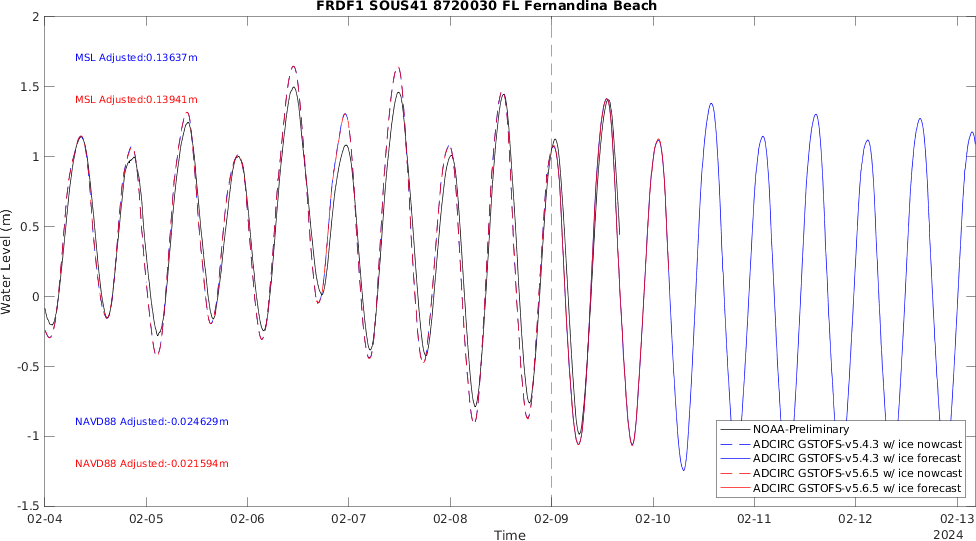 FRDF1 SOUS41 8720030 FL Fernandina Beach
2
1.5
1
0.5
0
-0.5
-1
-1.5
Water Level (m)
MSL Adjusted:0.13637m
MSL Adjusted:0.13941m
NAVD88 Adjusted:-0.024629m
NAVD88 Adjusted:-0.021594m
NOAA-Preliminary
ADCIRC GSTOFS-v5.4.3 w/ ice nowcast
ADCIRC GSTOFS-v5.4.3 w/ ice forecast
ADCIRC GSTOFS-v5.6.5 w/ ice nowcast
ADCIRC GSTOFS-v5.6.5 w/ ice forecast
02-04 02-05 02-06 02-07 02-08 02-09 02-10 02-11 02-12 02-13
Time
2024